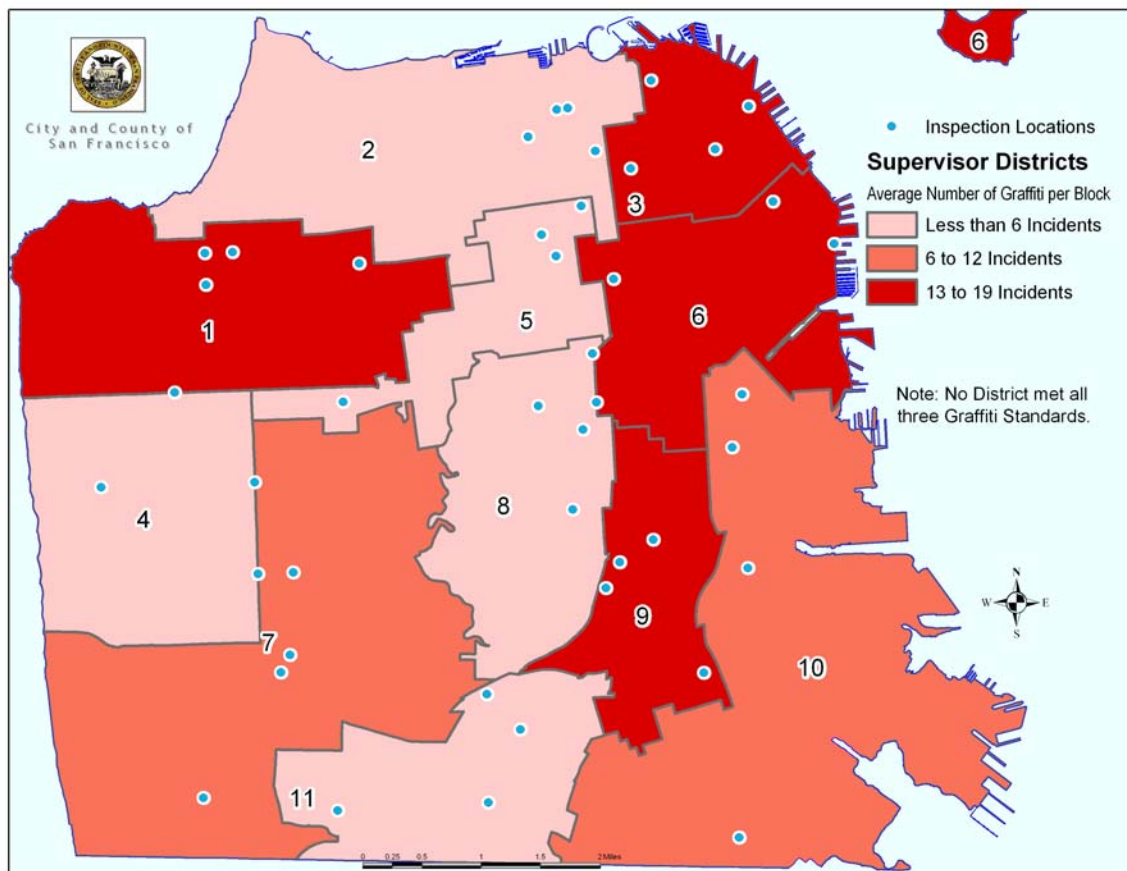 City and County of
San Francisco
6
Inspection Locations
Supervisor Districts
Average Number of Graffiti per Block
Less than 6 Incidents
6 to 12 Incidents
13 to 19 Incidents
Note: No District met all
three Graffiti Standards.
2
3
1
5
6
4
8
7
9
10
11
N
W
E
S
0 0.25 0.5 1 1.5 2 Miles